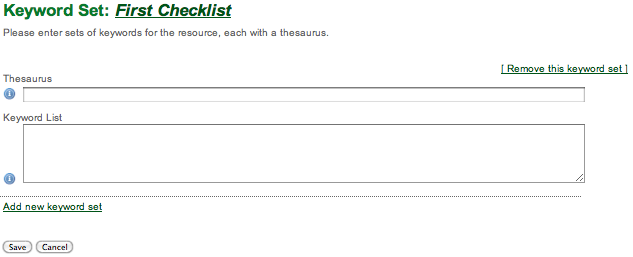 Keyword Set: First Checklist
Please enter sets of keywords for the resource, each with a thesaurus.
[ Remove this keyword set ]
Thesaurus
Keyword List
Add new keyword set
Save Cancel